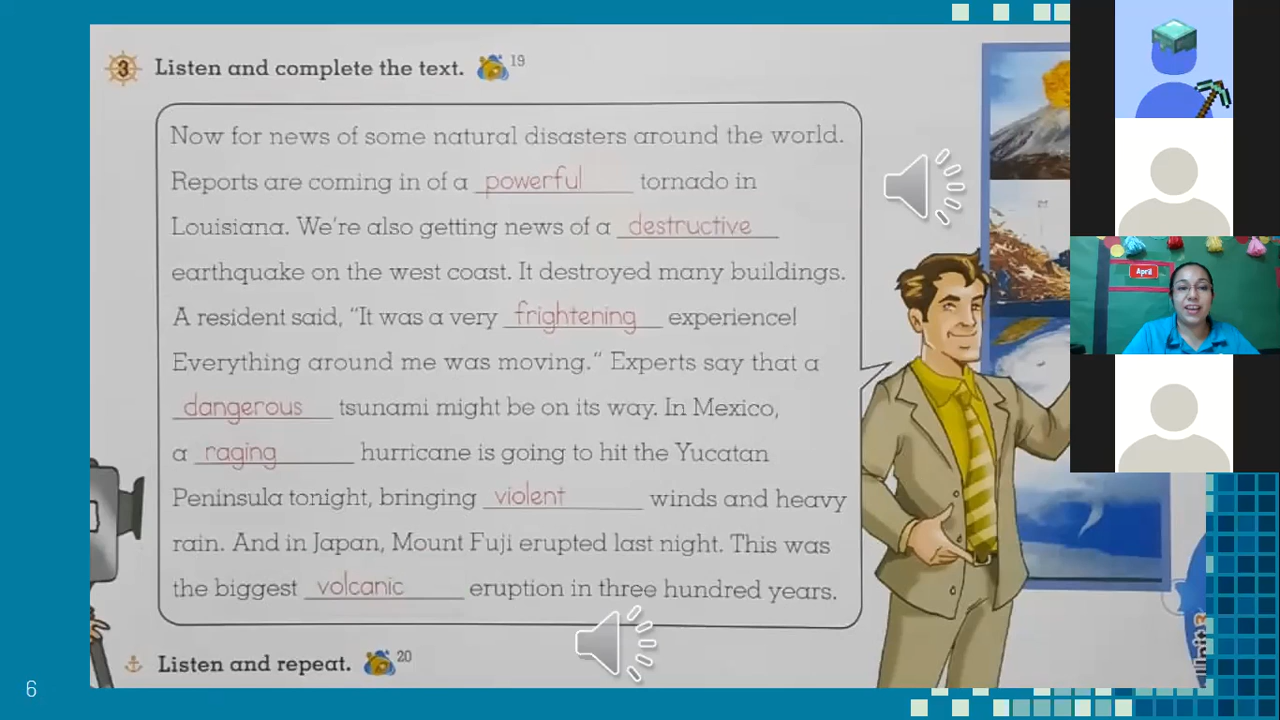 3 Listen and complete the text. 19
Now for news of some natural disasters around the world.
Reports are coming in of a powerful tornado in
Louisiana. We're also getting news of a destructive
earthquake on the west coast. It destroyed many buildings.
A resident said, "It was a very frightening experience!
Everything around me was moving." Experts say that a
dangerous tsunami might be on its way. In Mexico,
a raging hurricane is going to hit the Yucatan
Peninsula tonight, bringing violent winds and heavy
rain. And in Japan, Mount Fuji erupted last night. This was
the biggest volcanic eruption in three hundred years.
Listen and repeat. 20
6
April
Unit 3